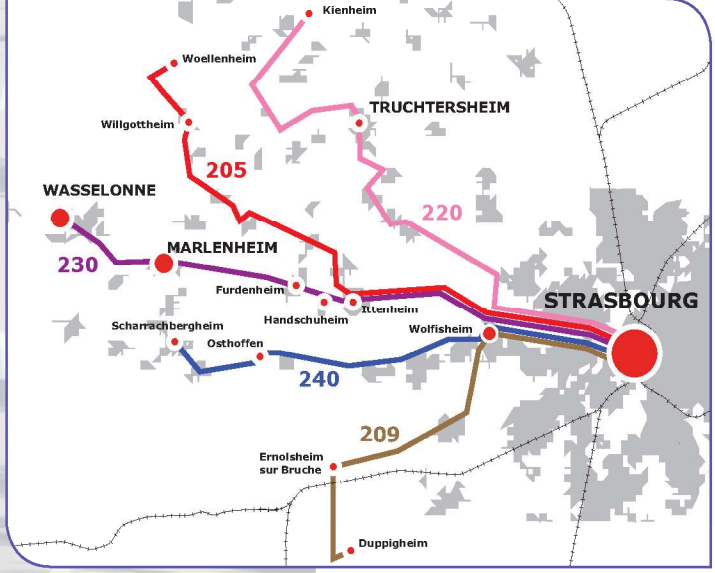 Kienheim
Woellenheim
TRUCHTERSHEIM
Willgottheim
205
WASSELONNE
220
MARLENHEIM
230
Furdenheim
STRASBOURG
Ittenheim
Handschuheim
Scharrachbergheim
Wolfisheim
Osthoffen
240
209
Ernolsheim
sur Bruche
Duppigheim